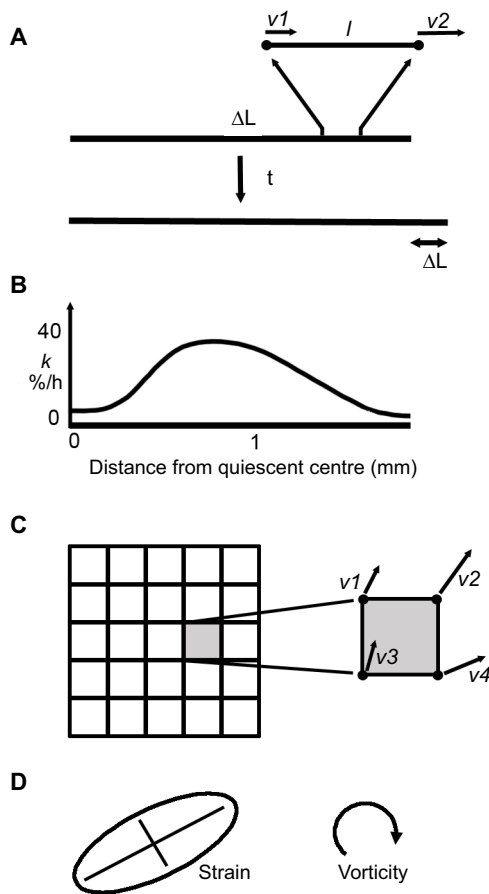 A
v1
l
v2
ΔL
t
ΔL
B
40
k
%/h
0
0
1
Distance from quiescent centre (mm)
C
v1
v2
v3
v4
D
Strain
Vorticity